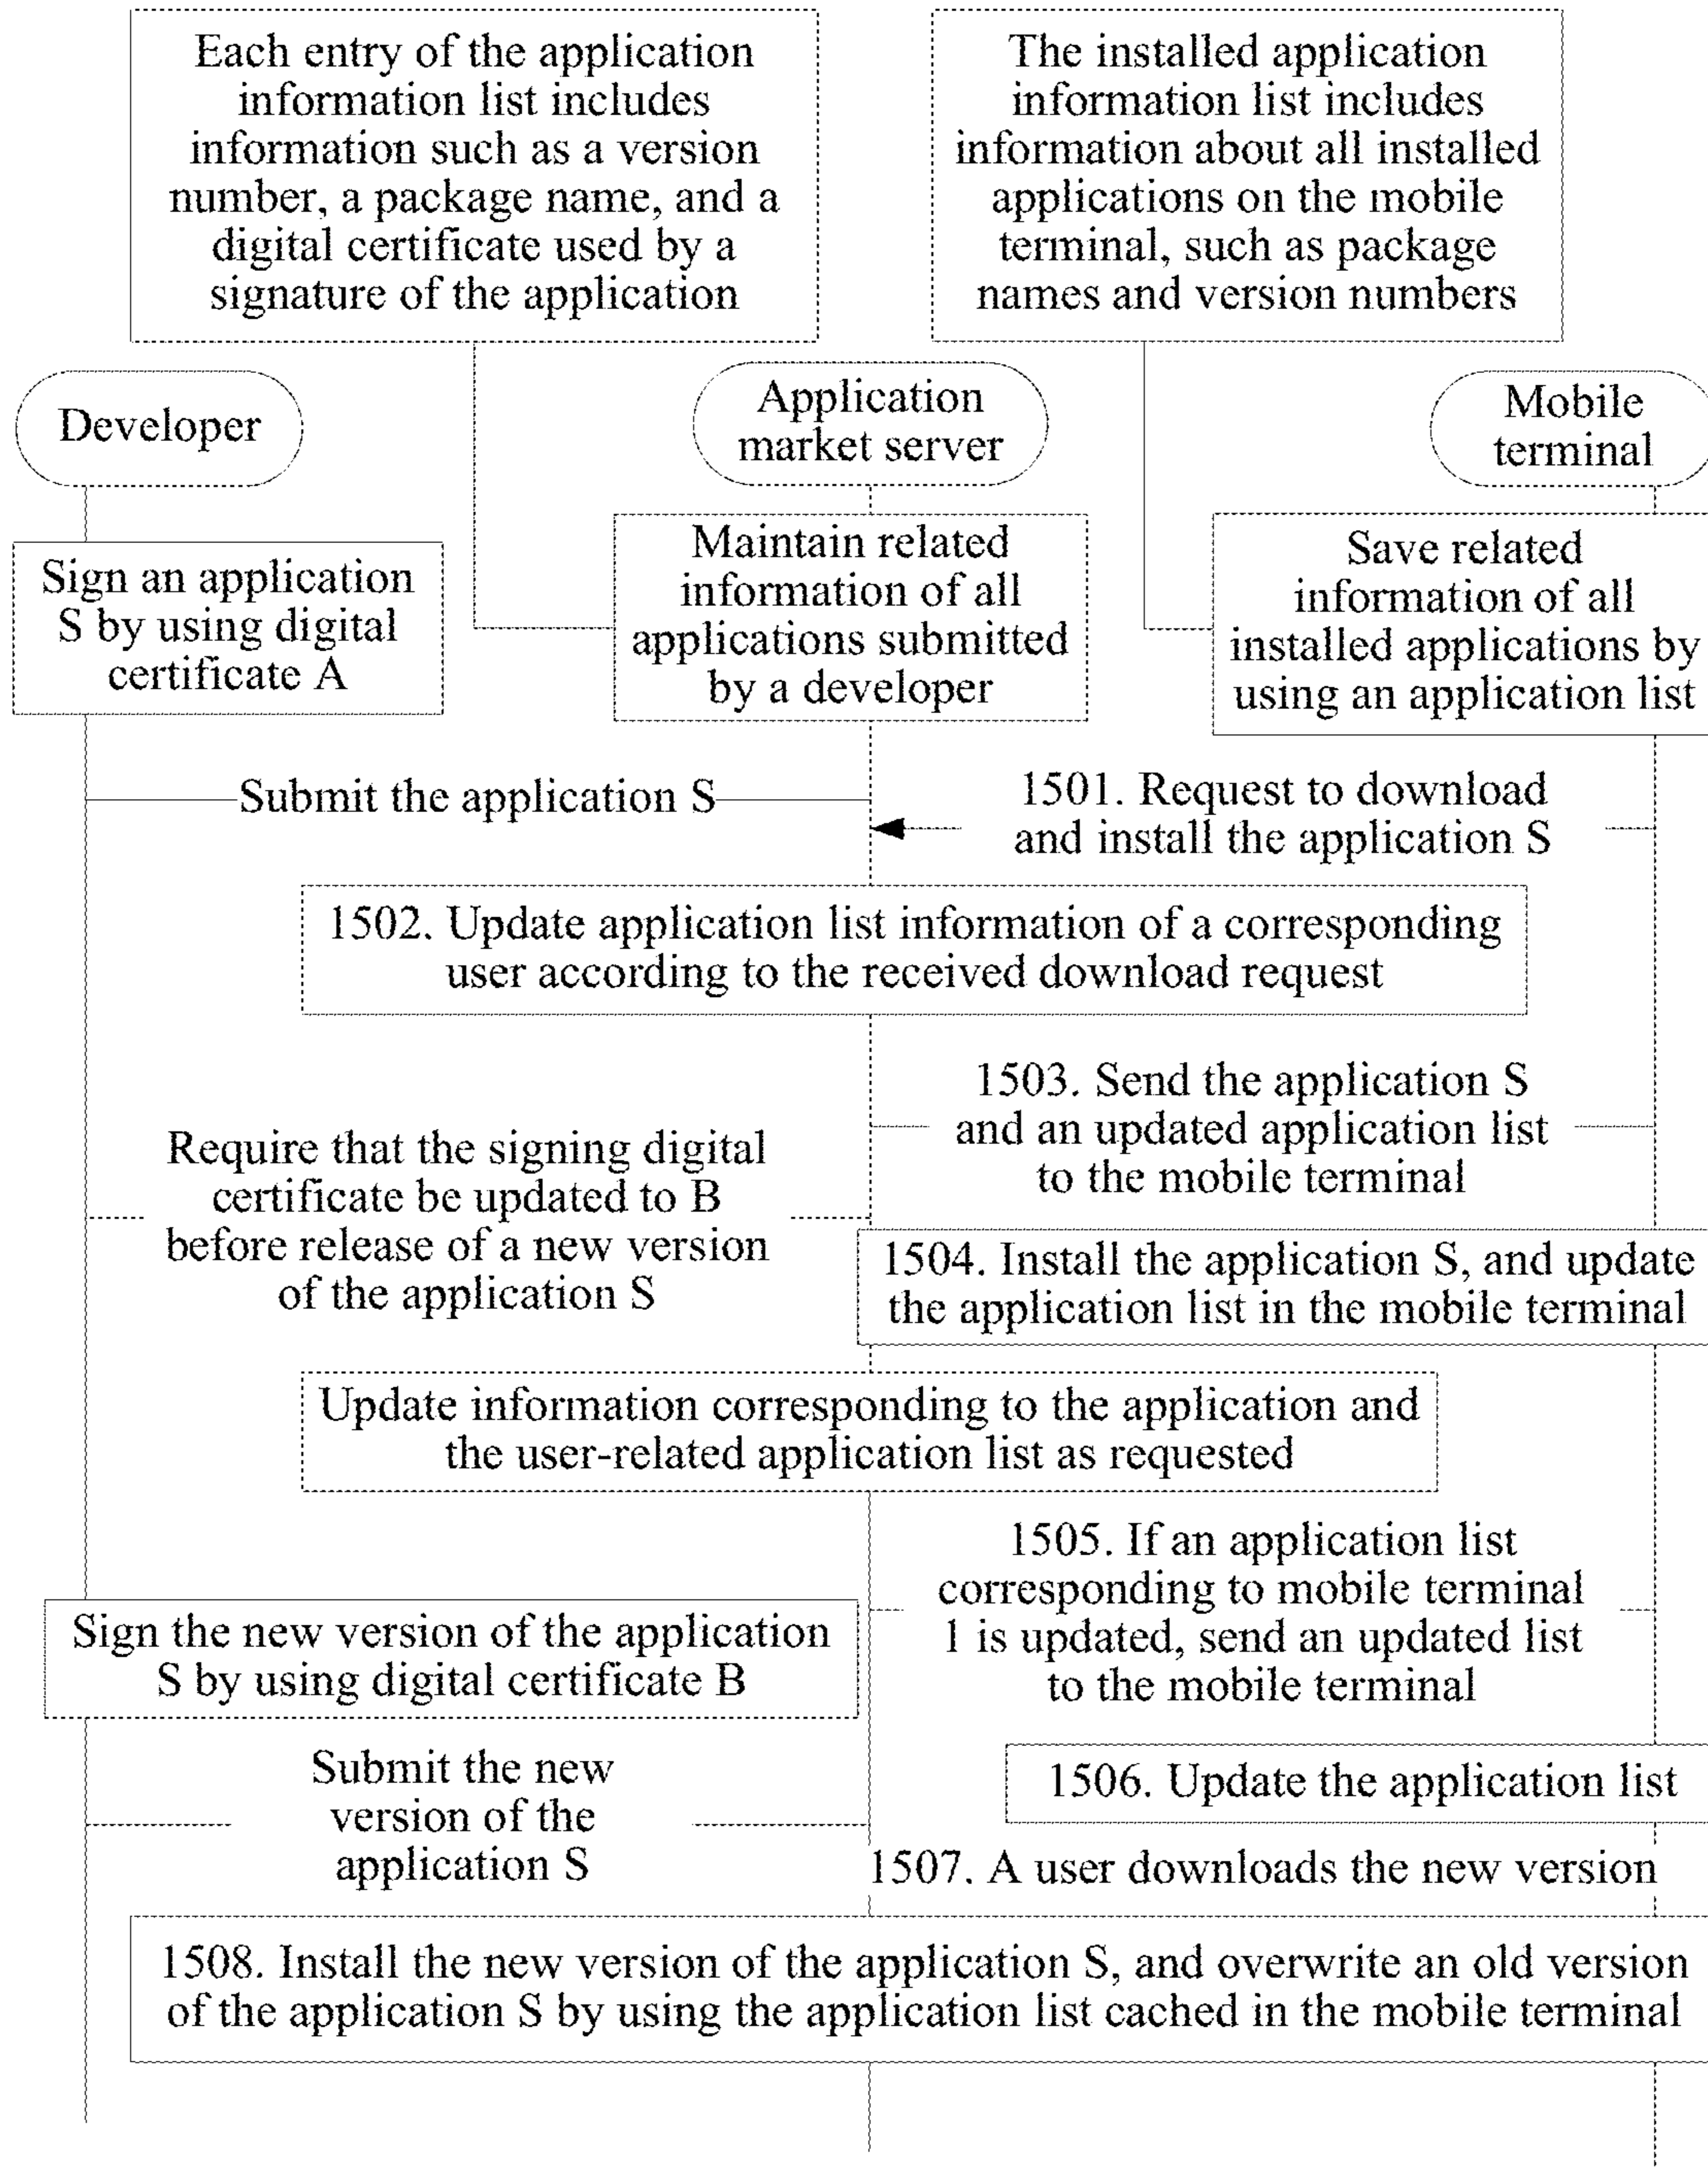 Each entry of the application
information list includes
information such as a version
number, a package name, and a
digital certificate used by a
signature of the application
The installed application
information list includes
information about all installed
applications on the mobile
terminal, such as package
names and version numbers
Developer
Application
market server
Mobile
terminal
Sign an application
S by using digital
certificate A
Maintain related
information of all
applications submitted
by a developer
Save related
information of all
installed applications by
using an application list
Submit the application S
1501. Request to download
and install the application S
1502. Update application list information of a corresponding
user according to the received download request
1503. Send the application S
and an updated application list
to the mobile terminal
Require that the signing digital
certificate be updated to B
before release of a new version
of the application S
1504. Install the application S, and update
the application list in the mobile terminal
Update information corresponding to the application and
the user-related application list as requested
1505. If an application list
corresponding to mobile terminal
1 is updated, send an updated list
to the mobile terminal
Sign the new version of the application
S by using digital certificate B
1506. Update the application list
Submit the new
version of the
application S
1507. A user downloads the new version
1508. Install the new version of the application S, and overwrite an old version
of the application S by using the application list cached in the mobile terminal